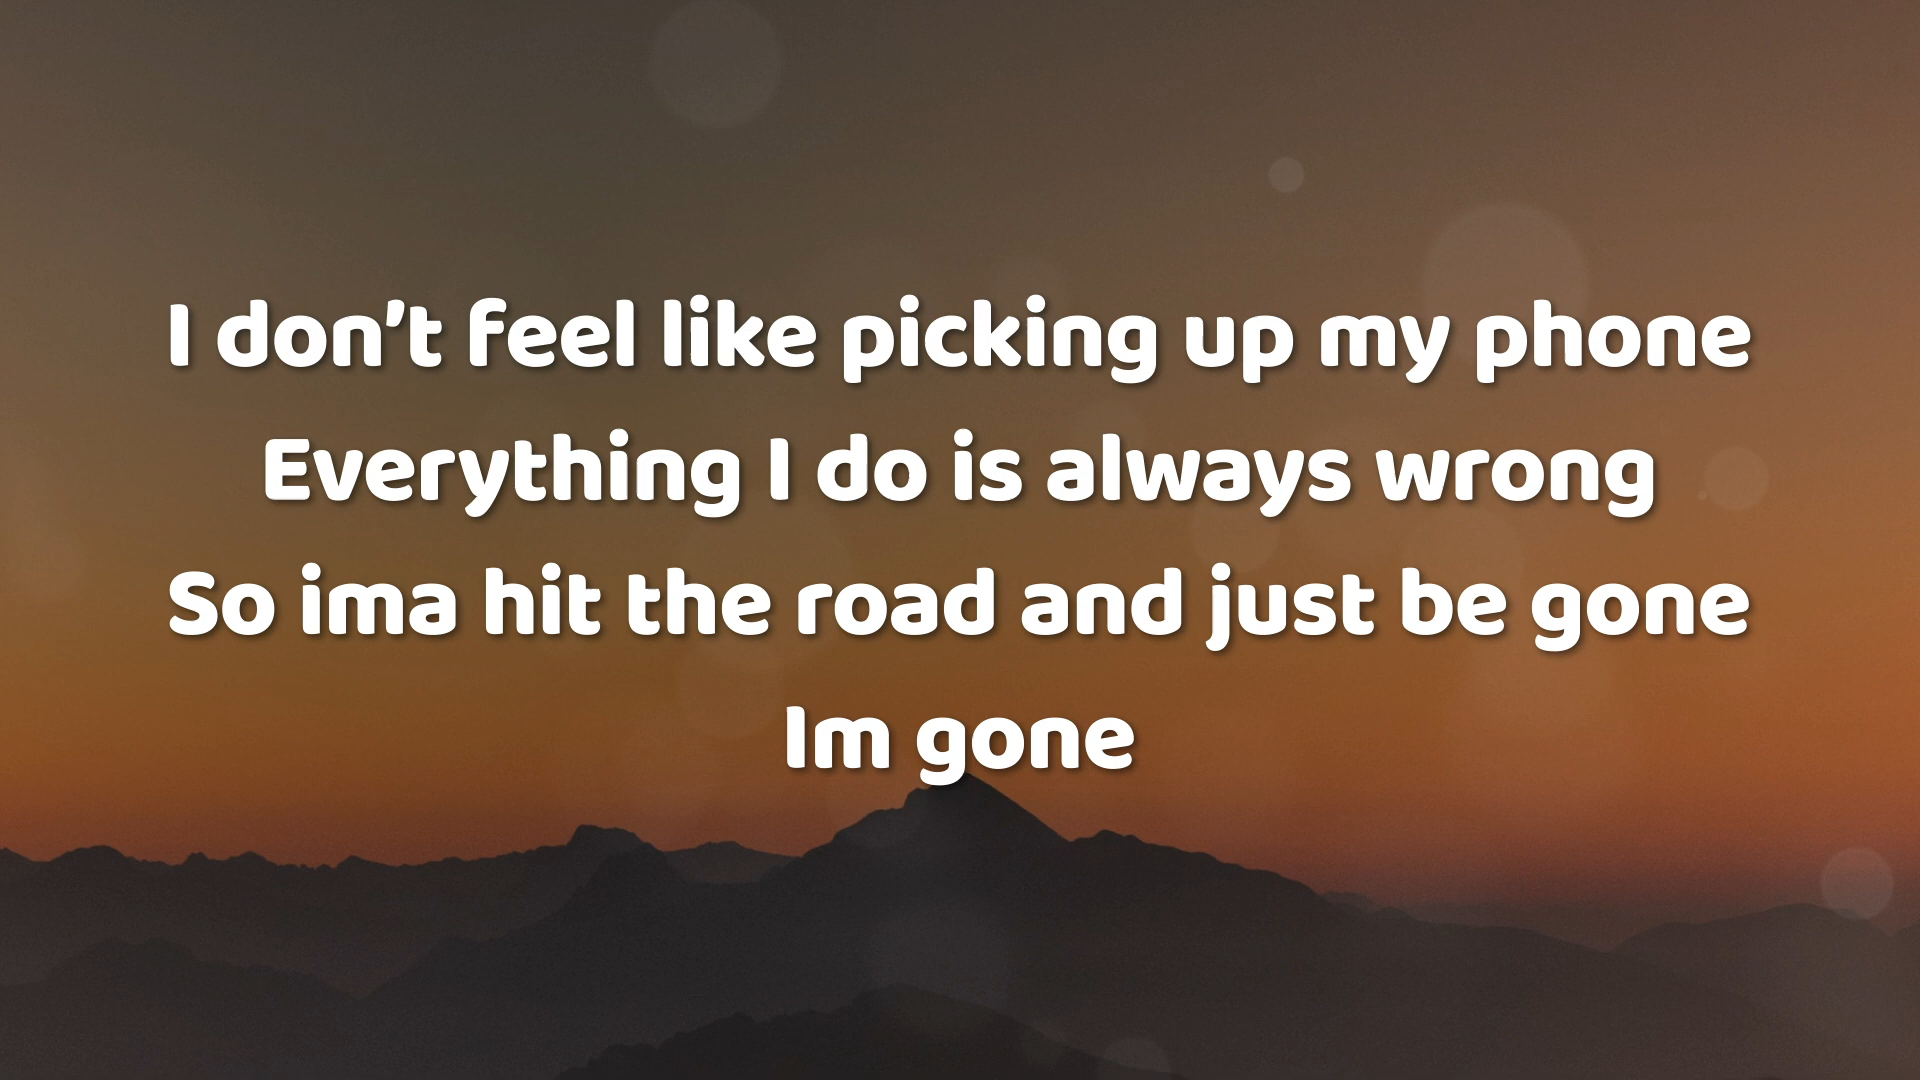 I don’t feel like picking up my phone
Everything I do is always wrong
So ima hit the road and just be gone
Im gone